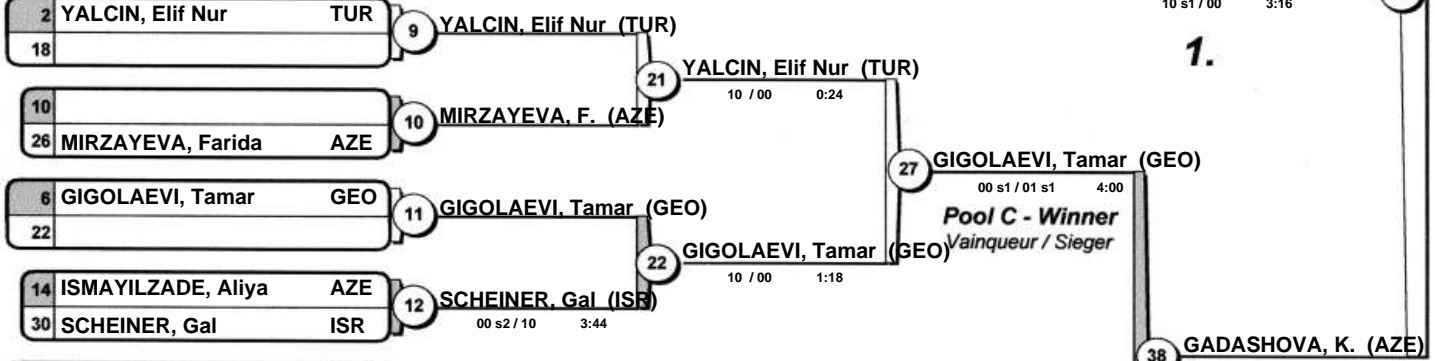 2 YALCIN, Elif Nur TUR
18
9 YALCIN, Elif Nur (TUR)
10
26 MIRZAYEVA, Farida AZE
10 MIRZAYEVA, F. (AZE)
21 YALCIN, Elif Nur (TUR)
10 / 00 0:24
6 GIGOLAEVI, Tamar GEO
22
11 GIGOLAEVI, Tamar (GEO)
14 ISMAYILZADE, Aliya AZE
30 SCHEINER, Gal ISR
12 SCHEINER, Gal (ISR)
00 s2 / 10 3:44
22 GIGOLAEVI, Tamar (GEO)
10 / 00 1:18
27 GIGOLAEVI, Tamar (GEO)
00 s1 / 01 s1 4:00
Pool C - Winner
Vainqueur / Sieger
10 s1 / 00 3:16
1.
38 GADASHOVA, K. (AZE)